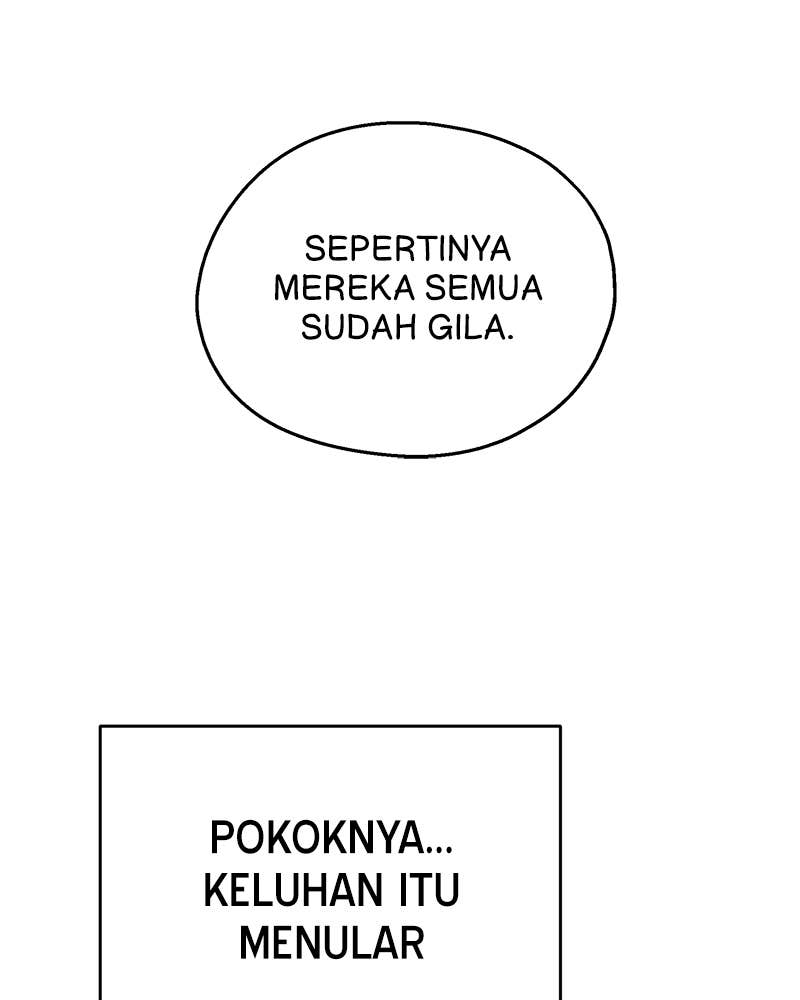 SEPERTINYA
MEREKA SEMUA
SUDAH GILA.
POKOKNYA...
KELUHAN ITU
MENULAR